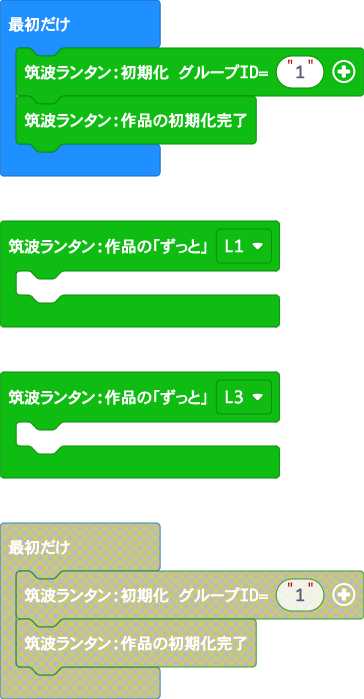 最初だけ
筑波ランタン:初期化 グループID= "1"
筑波ランタン:作品の初期化完了
筑波ランタン:作品の「ずっと」 L1
筑波ランタン:作品の「ずっと」 L3
最初だけ
筑波ランタン:初期化 グループID= "1"
筑波ランタン:作品の初期化完了